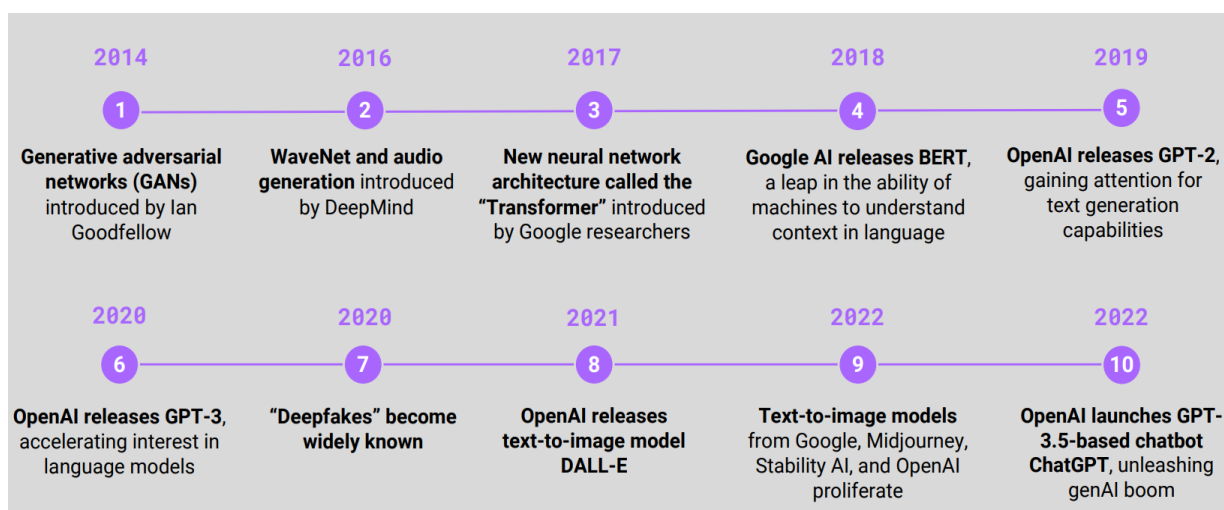 2014
2016
2017
2018
2019
1
2
3
4
5
Generative adversarial
networks (GANs)
introduced by Ian
Goodfellow
WaveNet and audio
generation introduced
by DeepMind
New neural network
architecture called the
“Transformer” introduced
by Google researchers
Google AI releases BERT,
a leap in the ability of
machines to understand
context in language
OpenAI releases GPT-2,
gaining attention for
text generation
capabilities
2020
2020
2021
2022
2022
6
7
8
9
10
OpenAI releases GPT-3,
accelerating interest in
language models
“Deepfakes” become
widely known
OpenAI releases
text-to-image model
DALL-E
Text-to-image models
from Google, Midjourney,
Stability AI, and OpenAI
proliferate
OpenAI launches GPT-
3.5-based chatbot
ChatGPT, unleashing
genAI boom